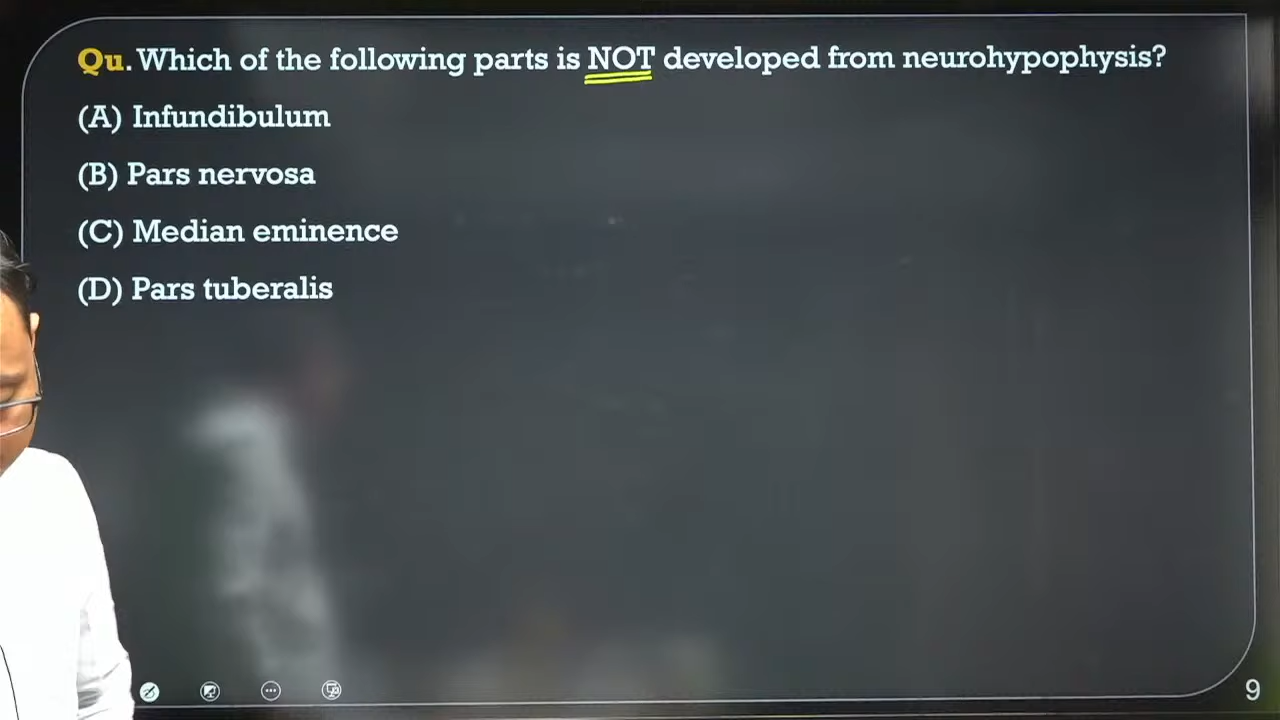 Qu. Which of the following parts is NOT developed from neurohypophysis?
(A) Infundibulum
(B) Pars nervosa
(C) Median eminence
(D) Pars tuberalis
9